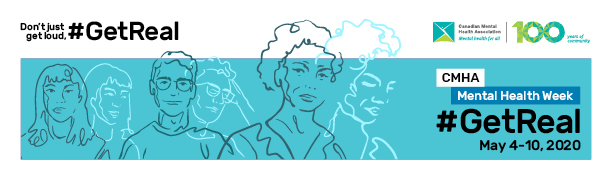 Don't just
get loud, #GetReal
Canadian Mental
Health Association
Mental health for all
100 years of
community
CMHA
Mental Health Week
#GetReal
May 4-10, 2020